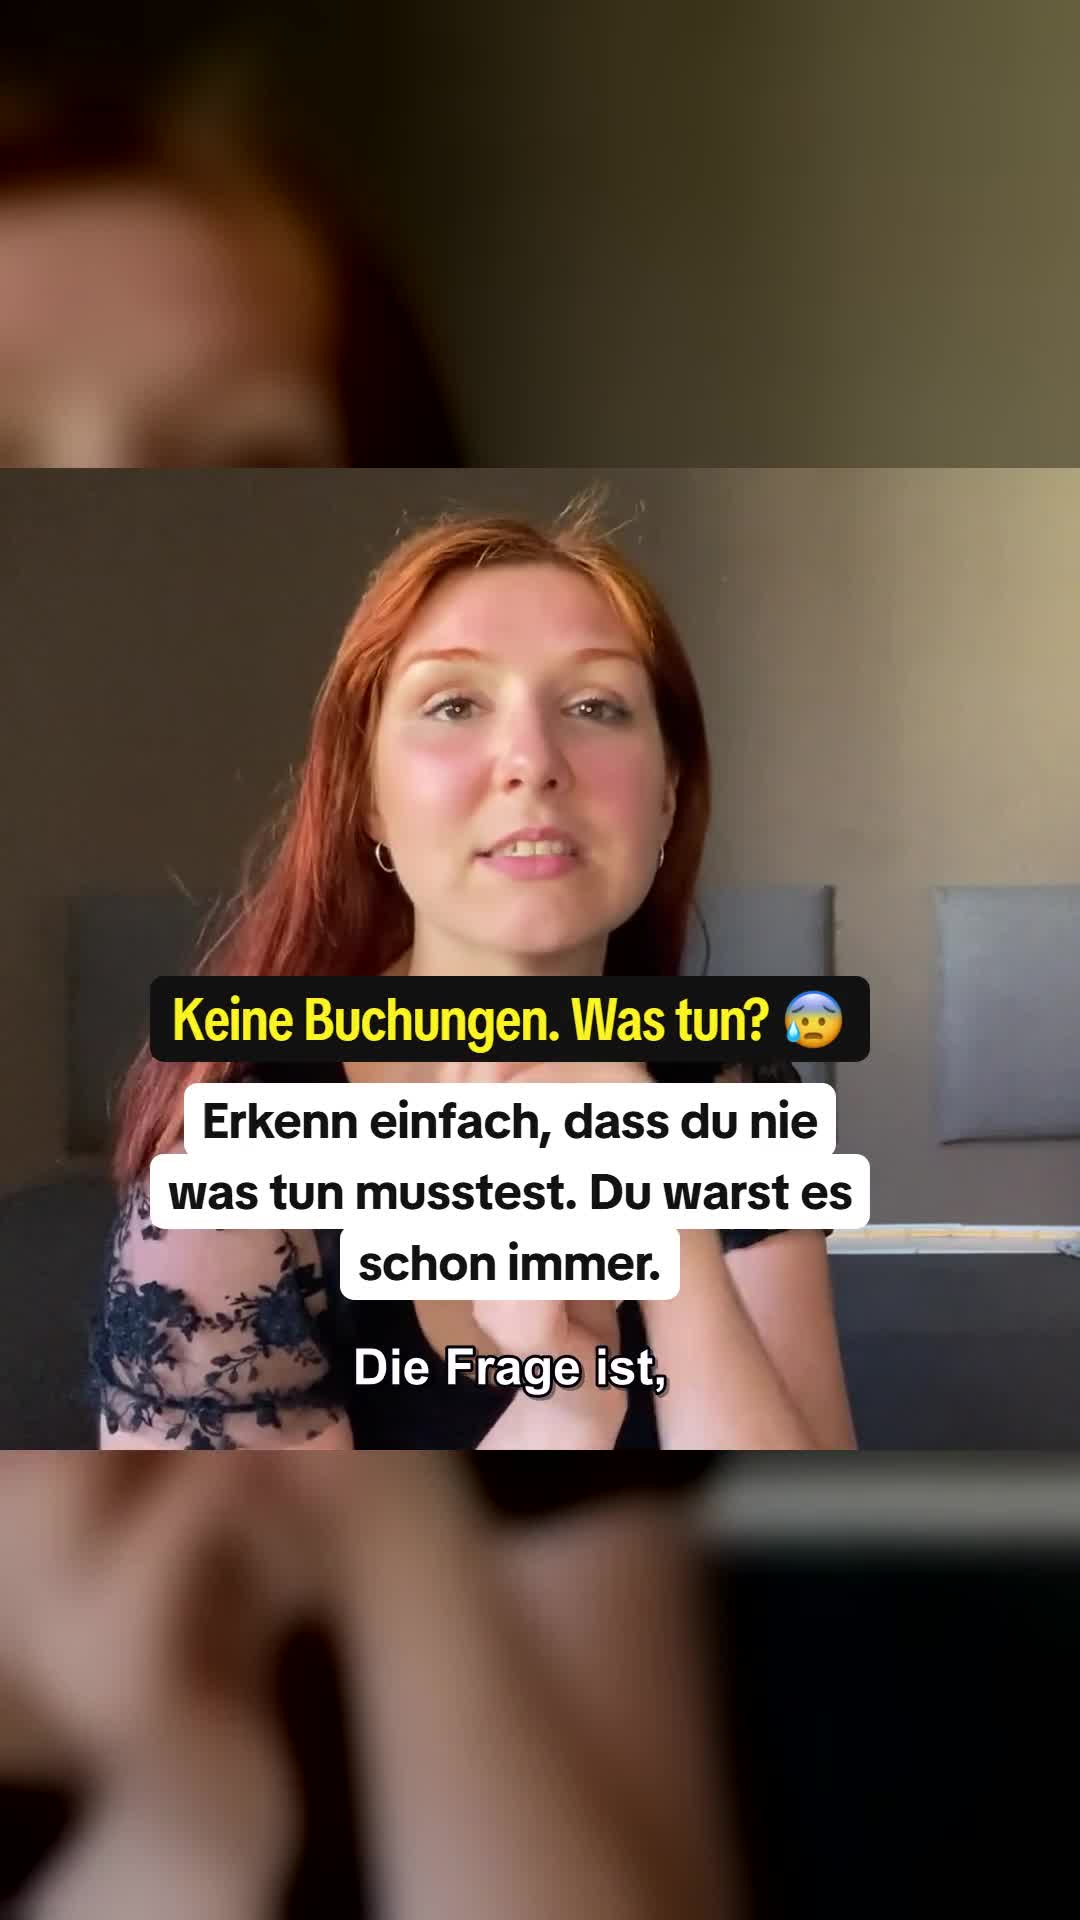 Keine Buchungen. Was tun? 😰
Erkenn einfach, dass du nie
was tun musstest. Du warst es
schon immer.
Die Frage ist,